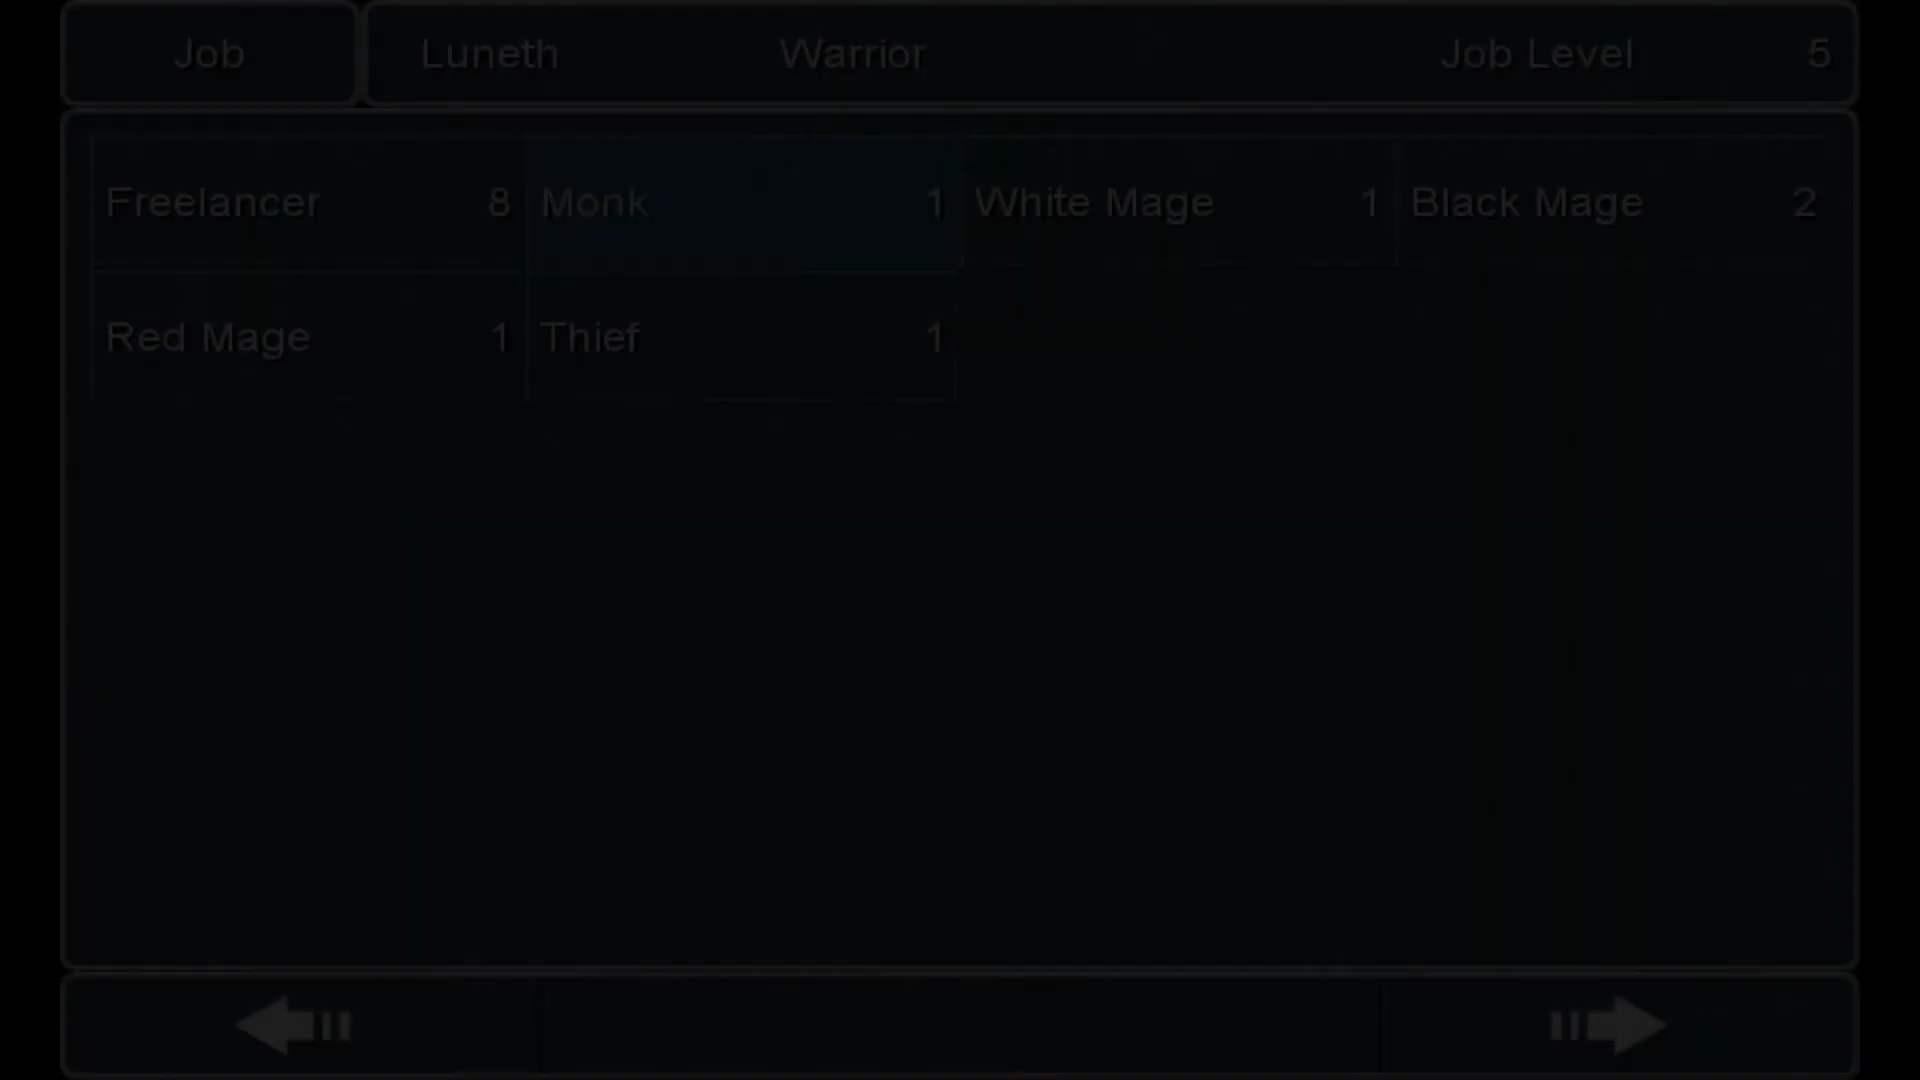 Job Luneth Warrior Job Level 5
Freelancer 8 Monk 1 White Mage 1 Black Mage 2
Red Mage 1 Thief 1